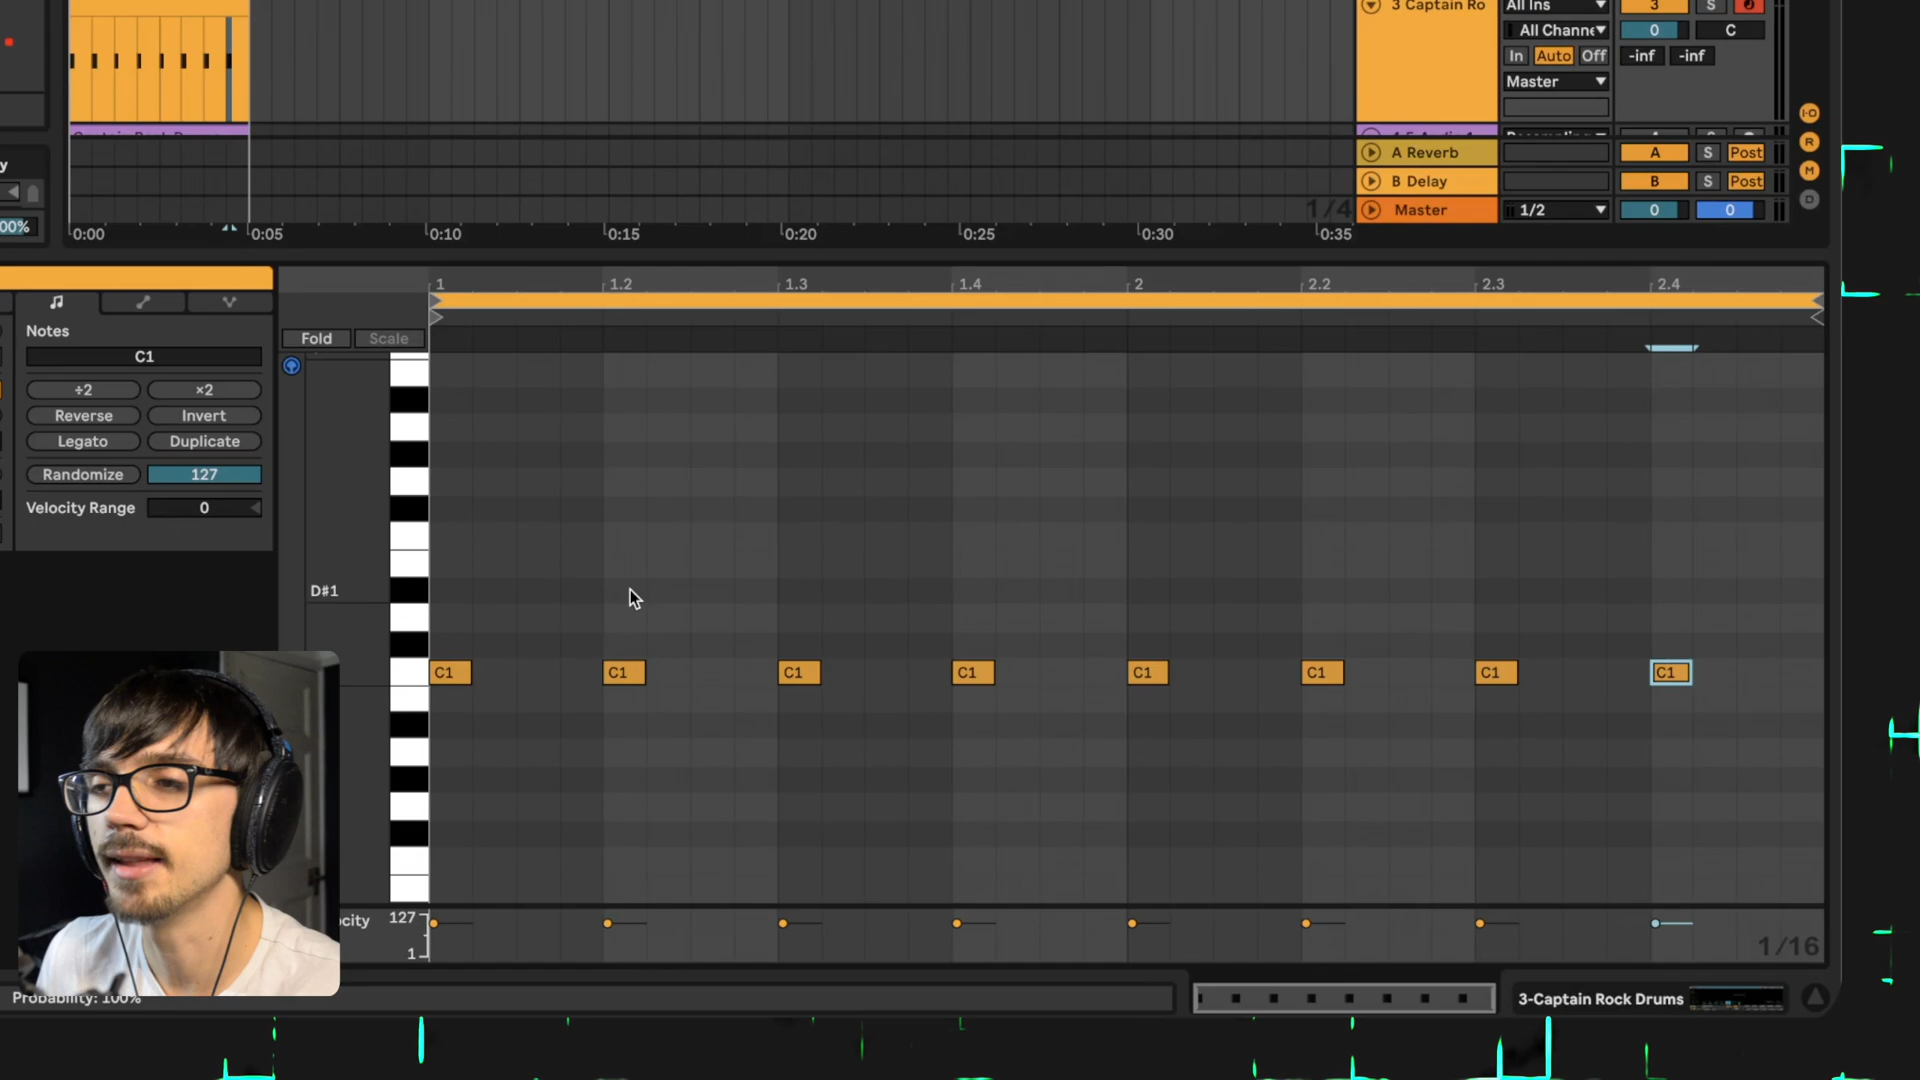 3 Captain Ro
All Ins
3
S
All Channe
0
C
In
Auto
Off
-inf
-inf
Master
A Reverb
A
S
Post
B Delay
B
S
Post
1/4
Master
1/2
0
0
I·O
R
M
D
y
00%
0:00
0:05
0:10
0:15
0:20
0:25
0:30
0:35
1
1.2
1.3
1.4
2
2.2
2.3
2.4
Notes
Fold
Scale
C1
÷2
×2
Reverse
Invert
Legato
Duplicate
Randomize
127
Velocity Range
0
D#1
C1
C1
C1
C1
C1
C1
C1
C1
ocity
127
1
1/16
Probability: 100%
3-Captain Rock Drums